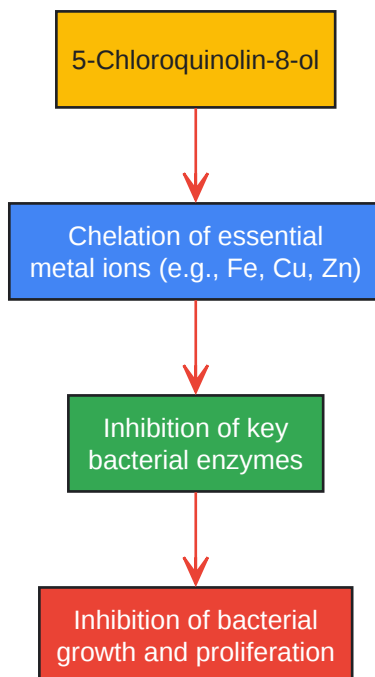 5-Chloroquinolin-8-ol
Chelation of essential
metal ions (e.g., Fe, Cu, Zn)
Inhibition of key
bacterial enzymes
Inhibition of bacterial
growth and proliferation